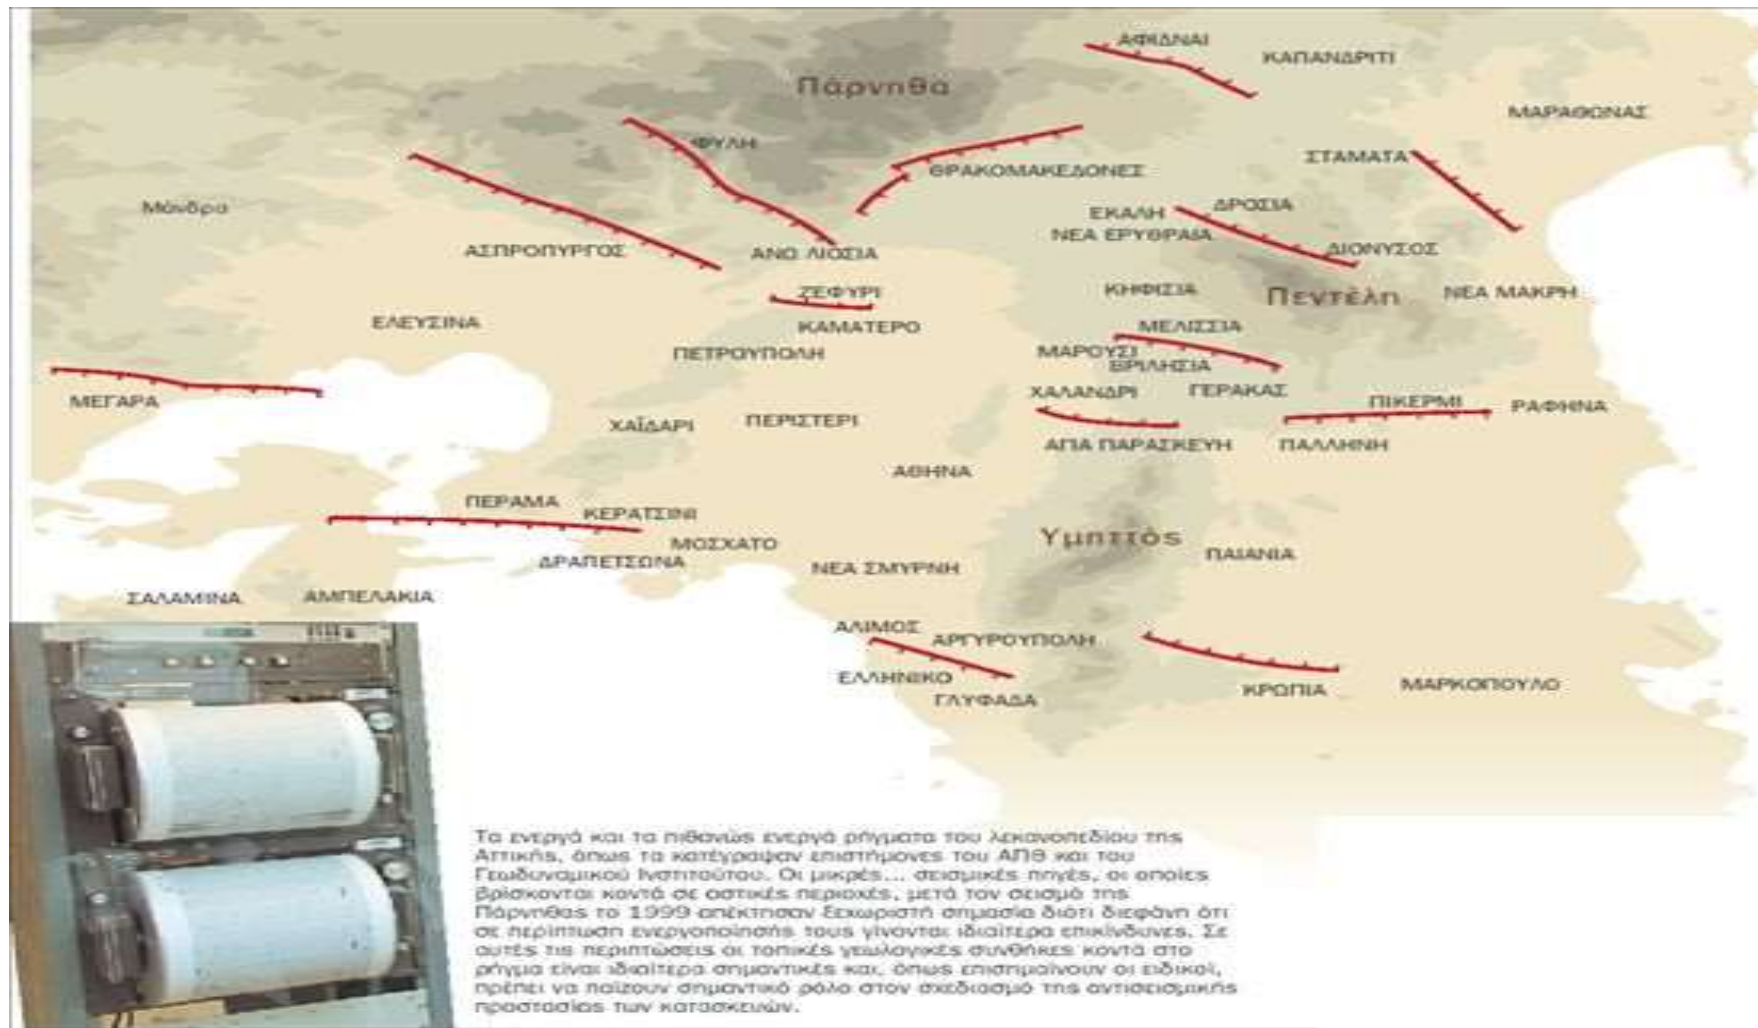 ΑΦΙΔΝΑΙ
ΚΑΠΑΝΔΡΙΤΙ
Πάρνηθα
ΜΑΡΑΘΩΝΑΣ
ΦΥΛΗ
ΣΤΑΜΑΤΑ
ΘΡΑΚΟΜΑΚΕΔΟΝΕΣ
Μάνδρα
ΕΚΑΛΗ
ΔΡΟΣΙΑ
ΝΕΑ ΕΡΥΘΡΑΙΑ
ΑΣΠΡΟΠΥΡΓΟΣ
ΑΝΩ ΛΙΟΣΙΑ
ΔΙΟΝΥΣΟΣ
ΖΕΦΥΡΙ
ΚΗΦΙΣΙΑ
Πεντέλη
ΝΕΑ ΜΑΚΡΗ
ΕΛΕΥΣΙΝΑ
ΚΑΜΑΤΕΡΟ
ΜΕΛΙΣΣΙΑ
ΠΕΤΡΟΥΠΟΛΗ
ΜΑΡΟΥΣΙ
ΒΡΙΛΗΣΙΑ
ΜΕΓΑΡΑ
ΧΑΛΑΝΔΡΙ
ΓΕΡΑΚΑΣ
ΠΙΚΕΡΜΙ
ΡΑΦΗΝΑ
ΧΑΪΔΑΡΙ
ΠΕΡΙΣΤΕΡΙ
ΑΓΙΑ ΠΑΡΑΣΚΕΥΗ
ΠΑΛΛΗΝΗ
ΑΘΗΝΑ
ΠΕΡΑΜΑ
ΚΕΡΑΤΣΙΝΙ
Υμηττός
ΜΟΣΧΑΤΟ
ΠΑΙΑΝΙΑ
ΔΡΑΠΕΤΣΩΝΑ
ΝΕΑ ΣΜΥΡΝΗ
ΣΑΛΑΜΙΝΑ
ΑΜΠΕΛΑΚΙΑ
ΑΛΙΜΟΣ
ΑΡΓΥΡΟΥΠΟΛΗ
ΕΛΛΗΝΙΚΟ
ΓΛΥΦΑΔΑ
ΚΡΩΠΙΑ
ΜΑΡΚΟΠΟΥΛΟ
Τα ενεργά και τα πιθανώς ενεργά ρήγματα του λεκανοπεδίου της
Αττικής, όπως τα κατέγραψαν επιστήμονες του ΑΠΘ και του
Γεωδυναμικού Ινστιτούτου. Οι μικρές... σεισμικές πηγές, οι οποίες
βρίσκονται κοντά σε αστικές περιοχές, μετά τον σεισμό της
Πάρνηθας το 1999 απέκτησαν ξεχωριστή σημασία διότι διεφάνη ότι
σε περίπτωση ενεργοποίησής τους γίνονται ιδιαίτερα επικίνδυνες. Σε
αυτές τις περιπτώσεις οι τοπικές γεωλογικές συνθήκες κοντά στο
ρήγμα είναι ιδιαίτερα σημαντικές και, όπως επισημαίνουν οι ειδικοί,
πρέπει να παίζουν σημαντικό ρόλο στον σχεδιασμό της αντισεισμικής
προστασίας των κατασκευών.